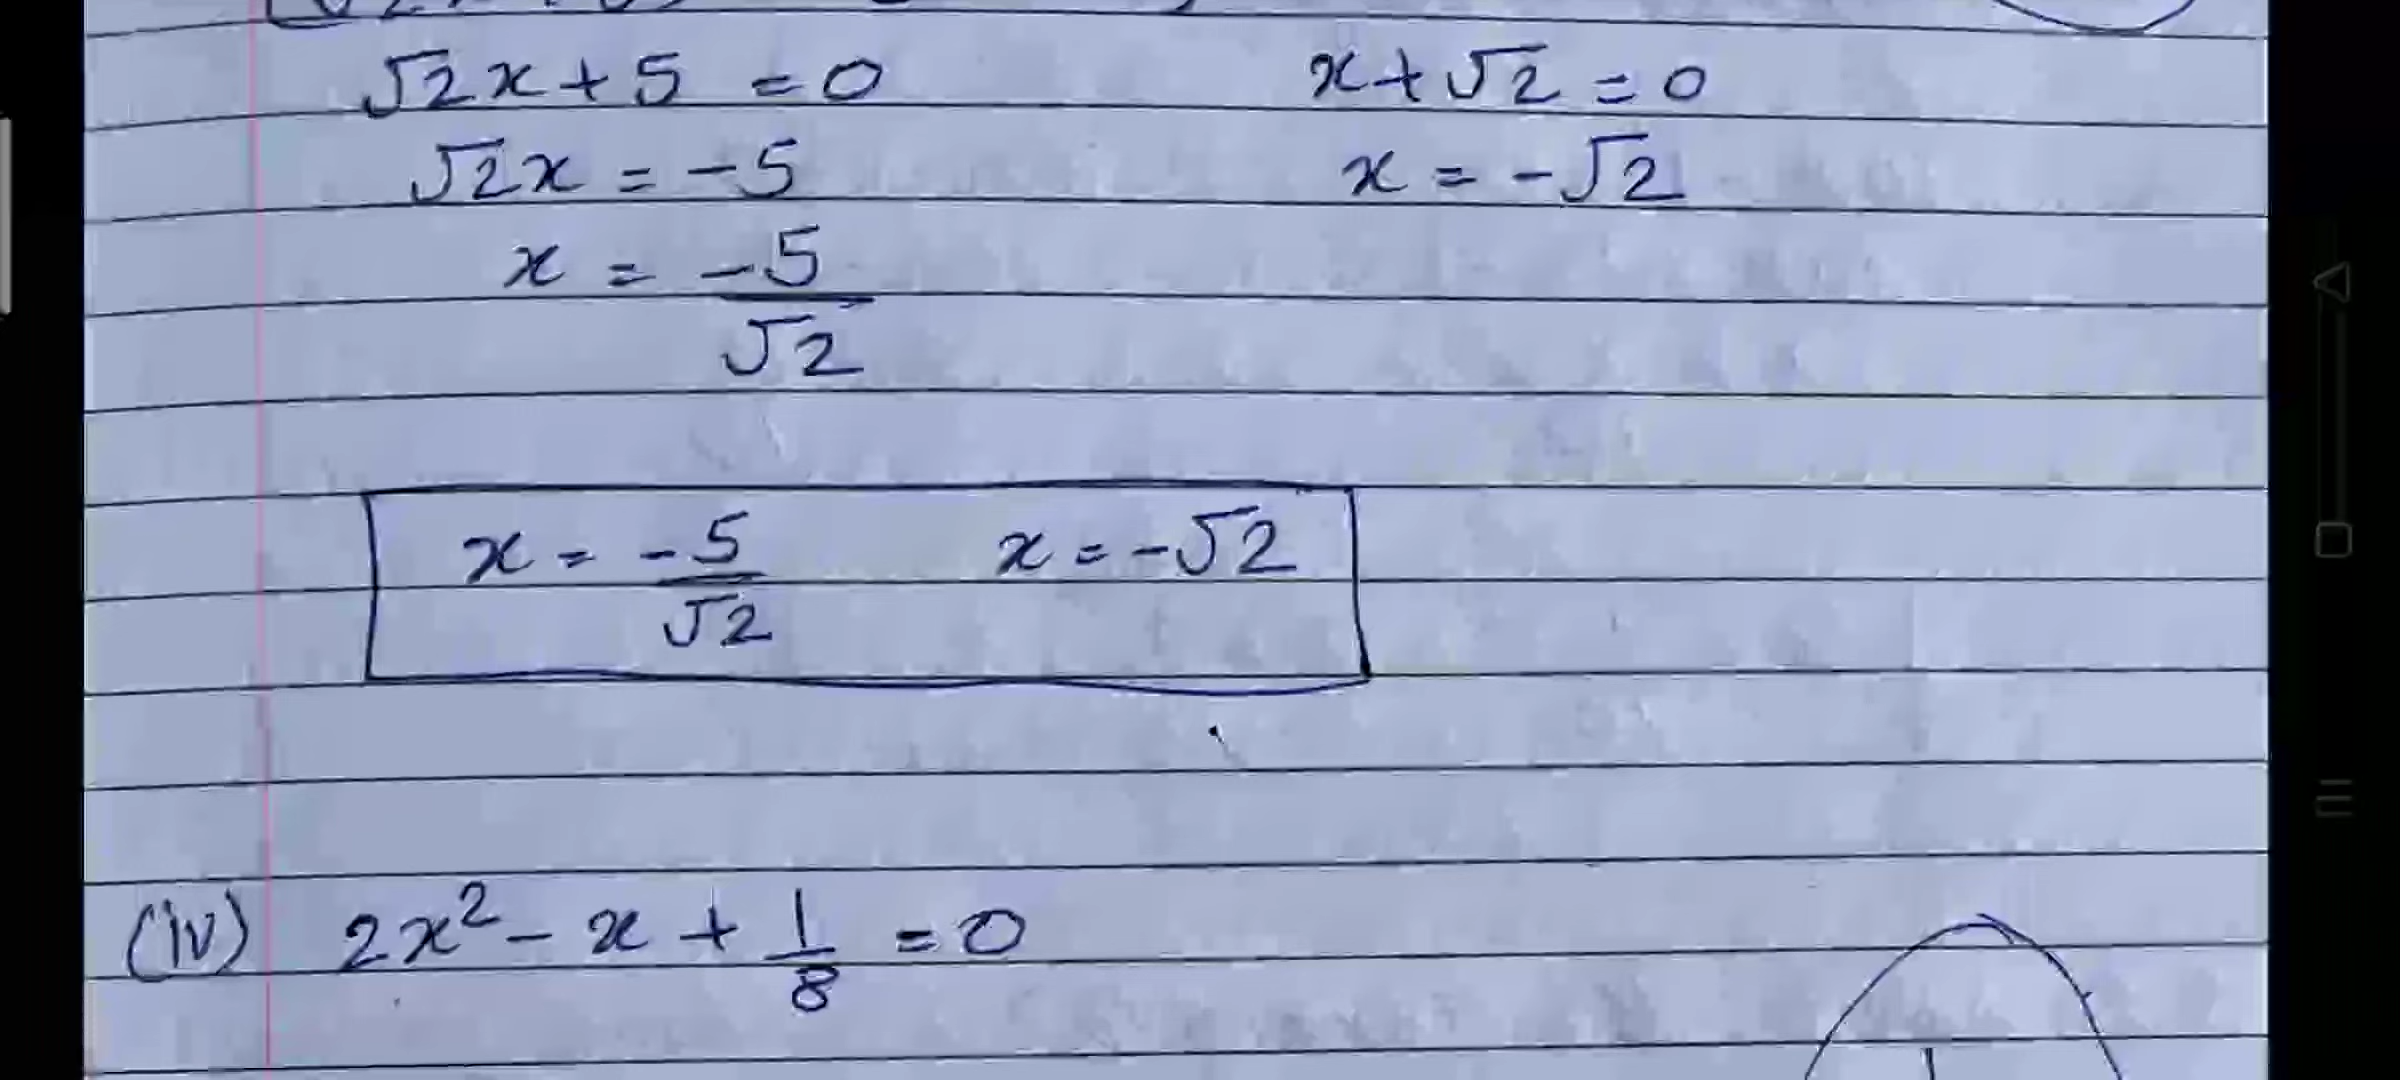 √2x + 5 = 0
x + √2 = 0
√2x = -5
x = -√2
x = -5/√2
x = -5/√2 x = -√2
(iv) 2x² - x + 1/8 = 0